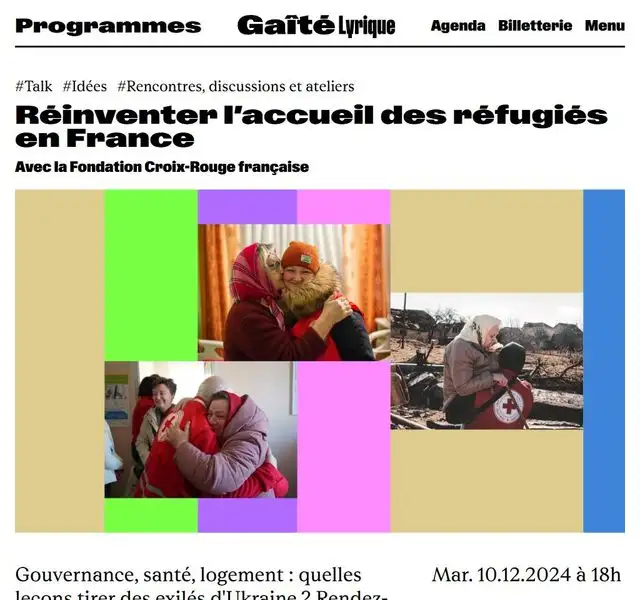 Programmes Gaîté Lyrique Agenda Billetterie Menu
#Talk #Idées #Rencontres, discussions et ateliers
Réinventer l'accueil des réfugiés
en France
Avec la Fondation Croix-Rouge française
Gouvernance, santé, logement : quelles
leçons tirer des exilés d'Ukraine ? Rendez-
Mar. 10.12.2024 à 18h